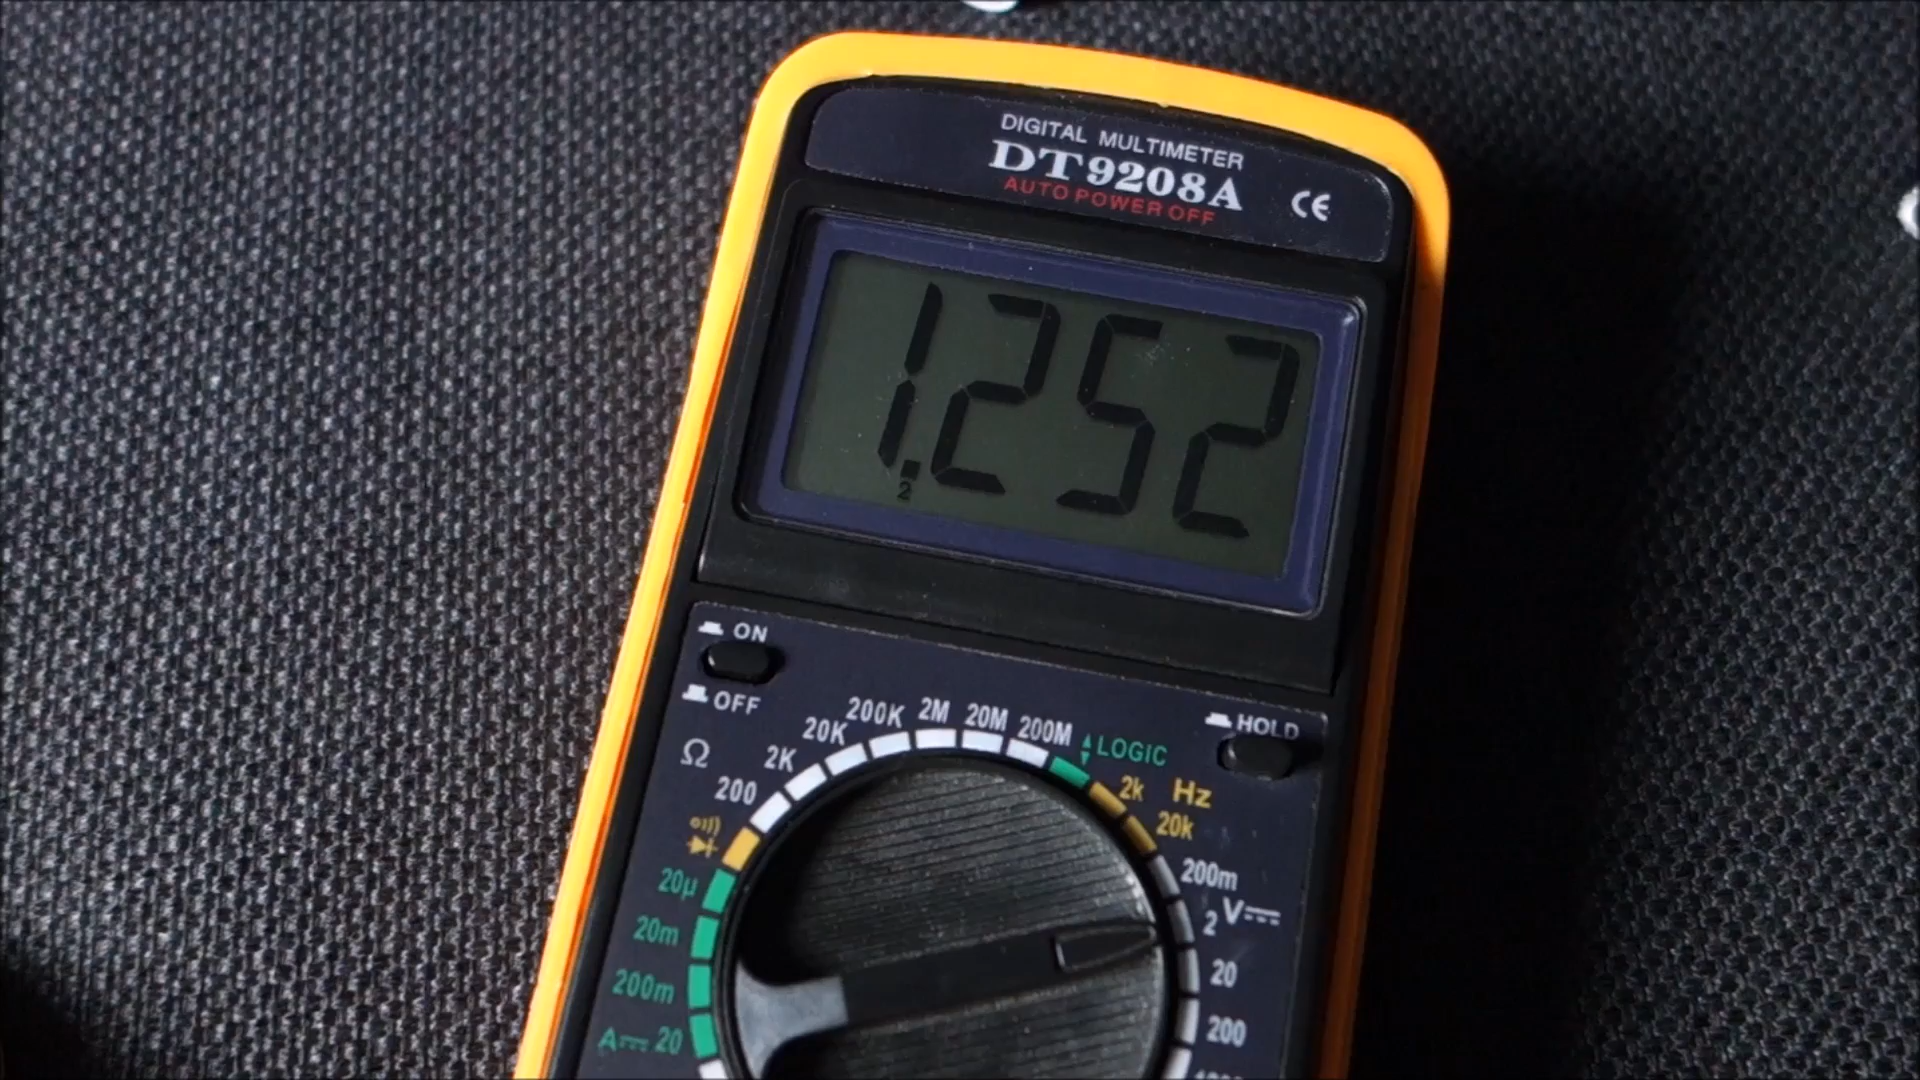 DIGITAL MULTIMETER
DT9208A
AUTO POWER OFF
CE
1.252
2
ON
OFF
HOLD
Ω
200
2K
20K
200K
2M
20M
200M
LOGIC
2k
Hz
20k
200m
2
V
20
200
20μ
20m
200m
A
20